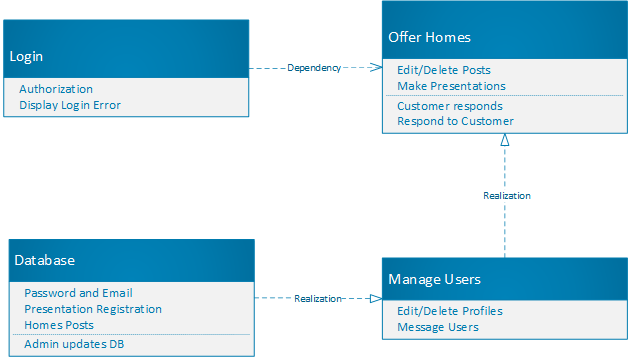 Login
Authorization
Display Login Error
Dependency
Offer Homes
Edit/Delete Posts
Make Presentations
Customer responds
Respond to Customer
Realization
Database
Password and Email
Presentation Registration
Homes Posts
Admin updates DB
Realization
Manage Users
Edit/Delete Profiles
Message Users